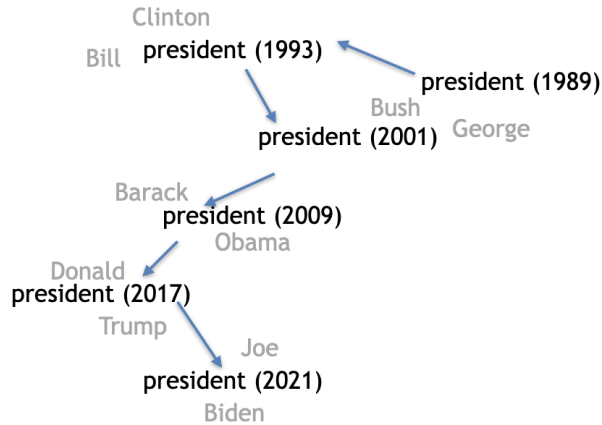 Clinton
Bill president (1993)
president (1989)
Bush
president (2001) George
Barack
president (2009)
Obama
Donald
president (2017)
Trump
Joe
president (2021)
Biden